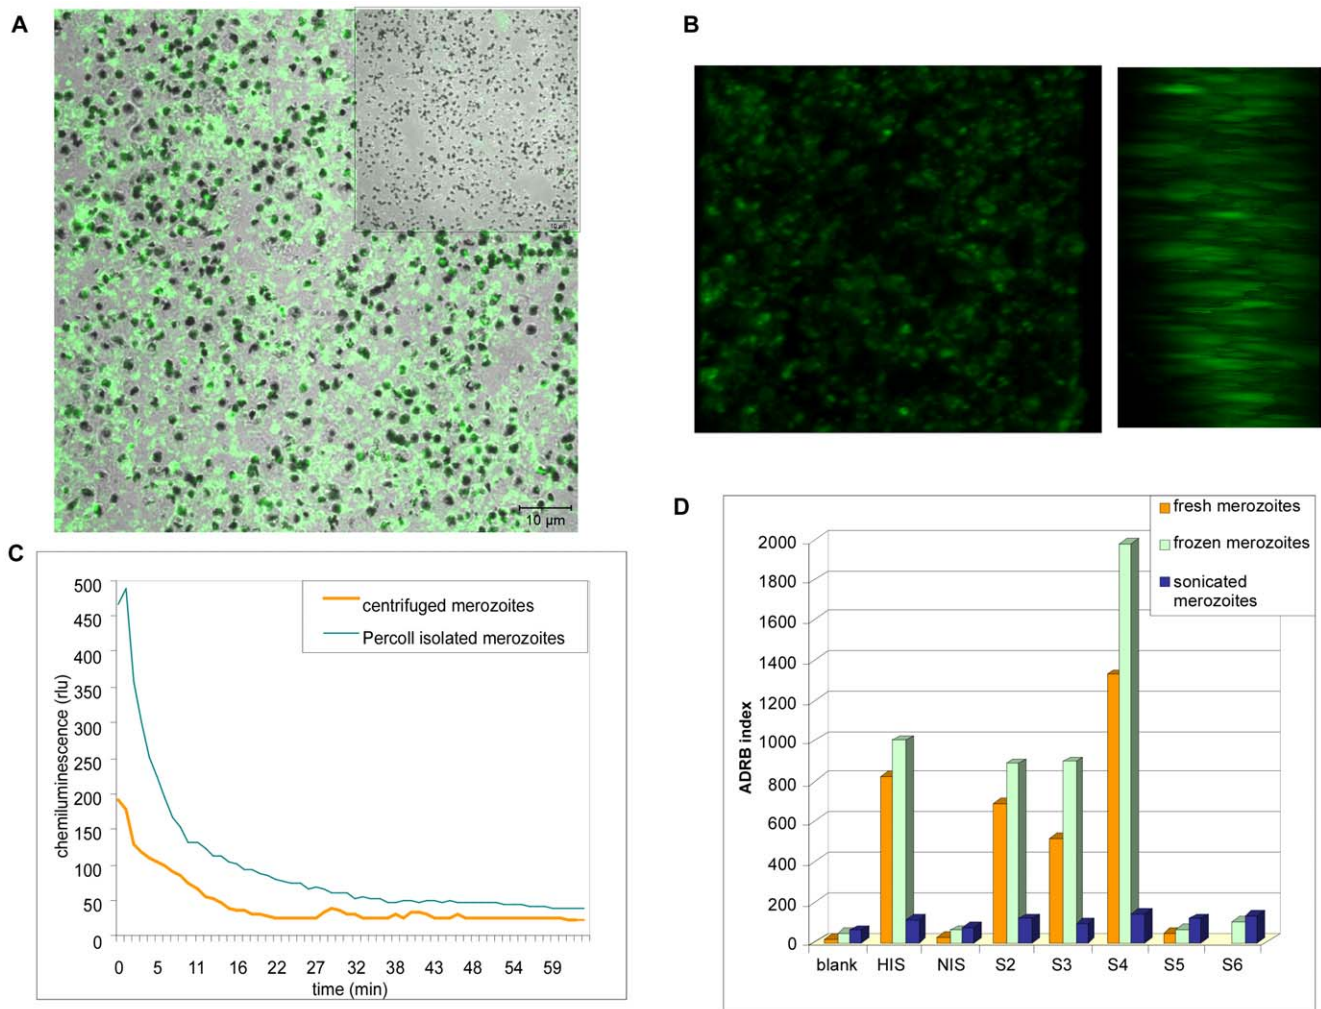 A
10 µm
B
C
500
450
400
350
300
250
200
150
100
50
0
chemiluminescence (rlu)
centrifuged merozoites
Percoll isolated merozoites
0 5 11 16 22 27 32 38 43 48 54 59
time (min)
D
fresh merozoites
frozen merozoites
sonicated
merozoites
2000
1800
1600
1400
1200
1000
800
600
400
200
0
ADRB index
blank HIS NIS S2 S3 S4 S5 S6